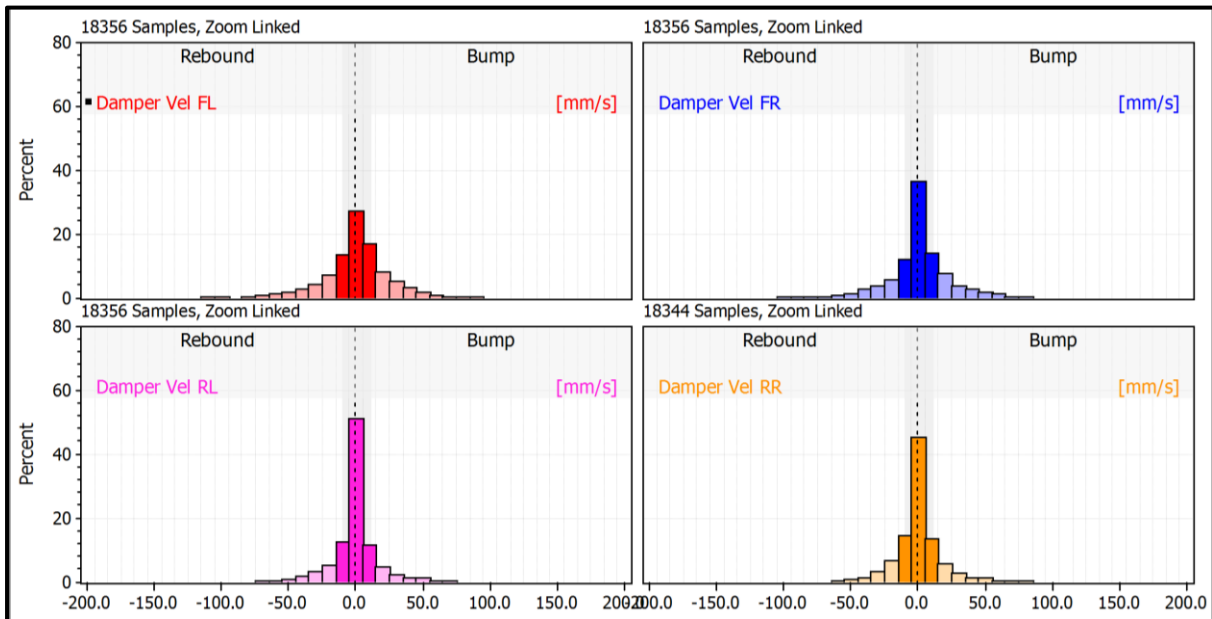 18356 Samples, Zoom Linked
18356 Samples, Zoom Linked
80
60
40
20
0
Percent
Rebound
Bump
Damper Vel FL
[mm/s]
Rebound
Bump
Damper Vel FR
[mm/s]
18356 Samples, Zoom Linked
18344 Samples, Zoom Linked
80
60
40
20
0
Percent
Rebound
Bump
Damper Vel RL
[mm/s]
Rebound
Bump
Damper Vel RR
[mm/s]
-200.0 -150.0 -100.0 -50.0 0.0 50.0 100.0 150.0
-150.0 -100.0 -50.0 0.0 50.0 100.0 150.0 200.0